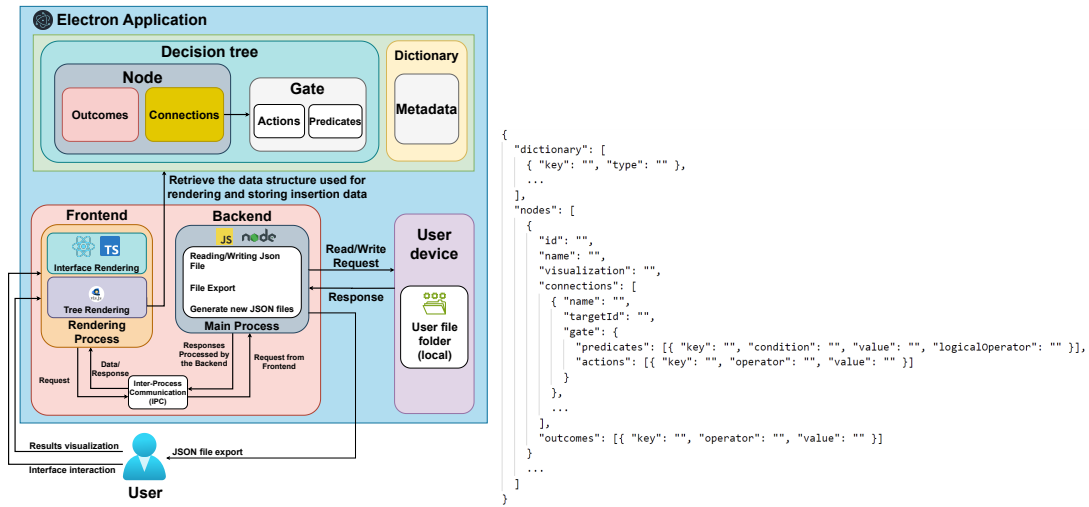 Electron Application
Decision tree
Node
Outcomes
Connections
Gate
Actions
Predicates
Dictionary
Metadata
Retrieve the data structure used for
rendering and storing insertion data
Frontend
TS
Interface Rendering
Tree Rendering
Rendering
Process
Backend
JS
node
Reading/Writing Json
File
File Export
Generate new JSON files
Main Process
Read/Write
Request
Response
User
device
User file
folder
(local)
Request
Data/
Response
Responses
Processed by
the Backend
Request from
Frontend
Inter-Process
Communication
(IPC)
Results visualization
Interface interaction
JSON file export
User
{
"dictionary": [
{ "key": "", "type": "" },
...
],
"nodes": [
{
"id": "",
"name": "",
"visualization": "",
"connections": [
{ "name": "",
"targetId": "",
"gate": {
"predicates": [{ "key": "", "condition": "", "value": "", "logicalOperator": "" }],
"actions": [{ "key": "", "operator": "", "value": "" }]
}
},
...
],
"outcomes": [{ "key": "", "operator": "", "value": "" }]
}
...
]
}